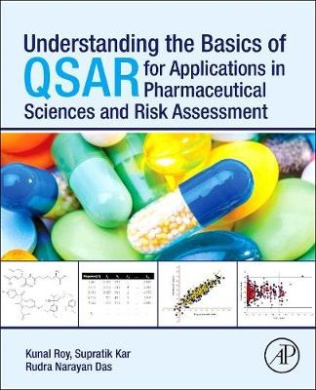 Understanding the Basics of
QSAR for Applications in
Pharmaceutical
Sciences and Risk Assessment
Kunal Roy, Supratik Kar
Rudra Narayan Das
AP